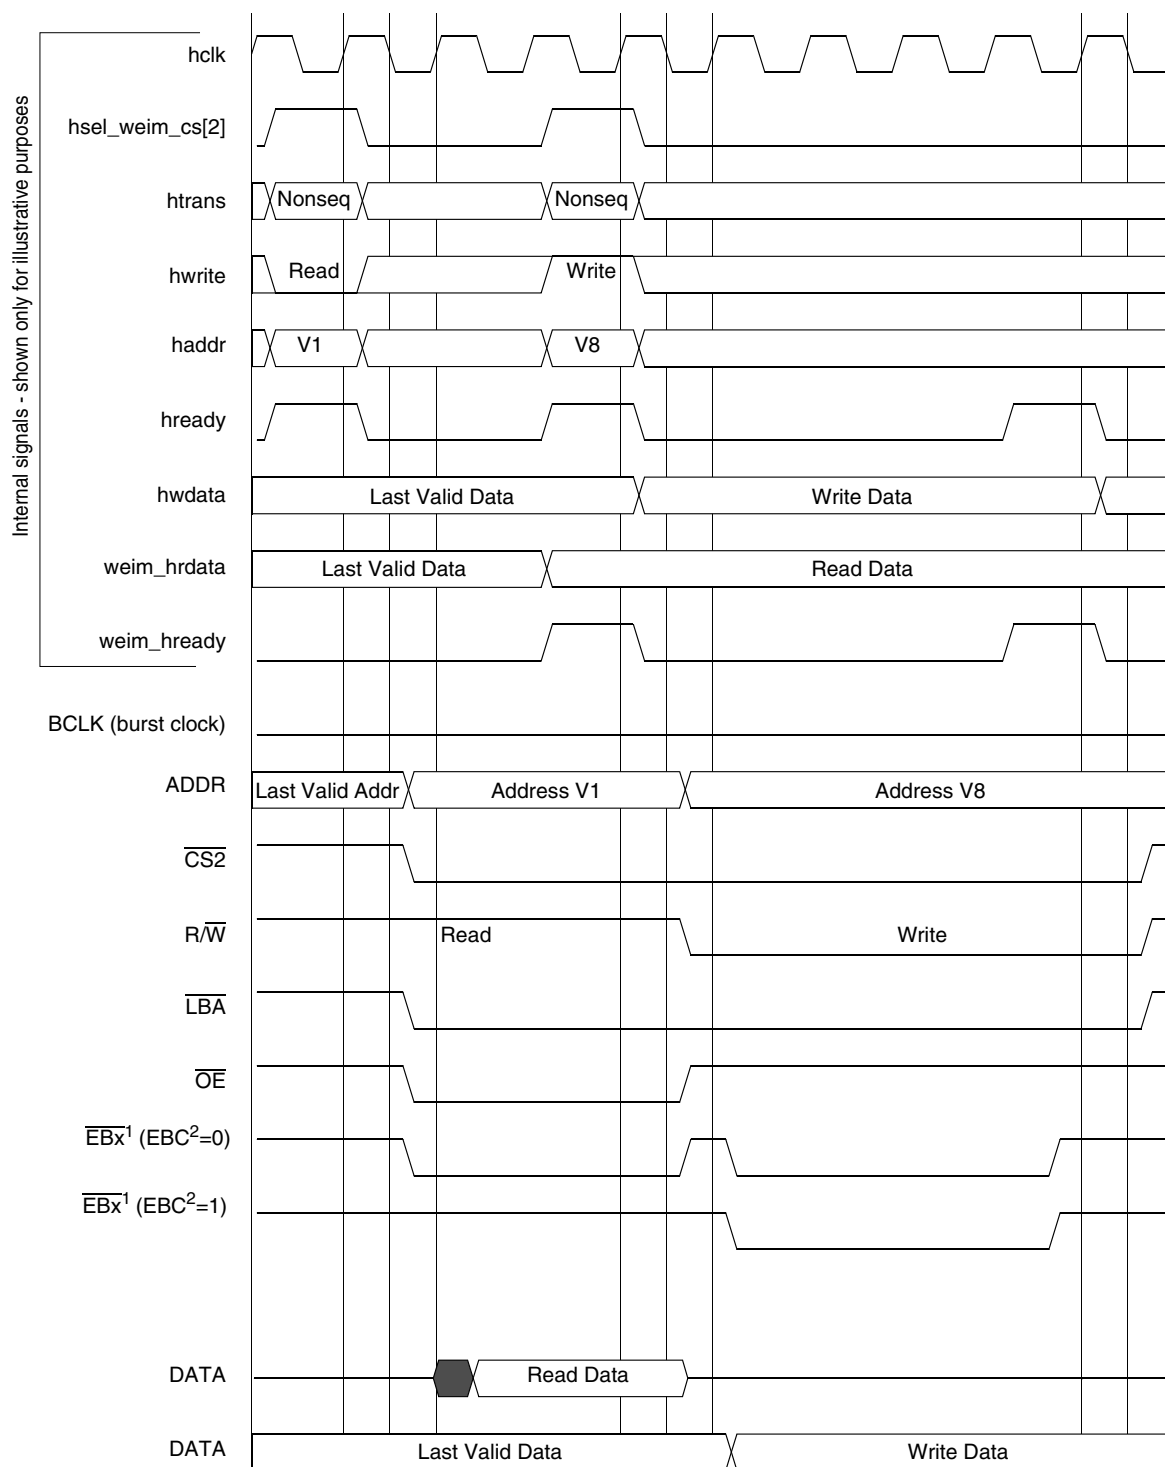 Internal signals - shown only for illustrative purposes
hclk
hsel_weim_cs[2]
htrans Nonseq Nonseq
hwrite Read Write
haddr V1 V8
hready
hwdata Last Valid Data Write Data
weim_hrdata Last Valid Data Read Data
weim_hready
BCLK (burst clock)
ADDR Last Valid Addr Address V1 Address V8
CS2
R/W Read Write
LBA
OE
EBx1 (EBC2=0)
EBx1 (EBC2=1)
DATA Read Data
DATA Last Valid Data Write Data